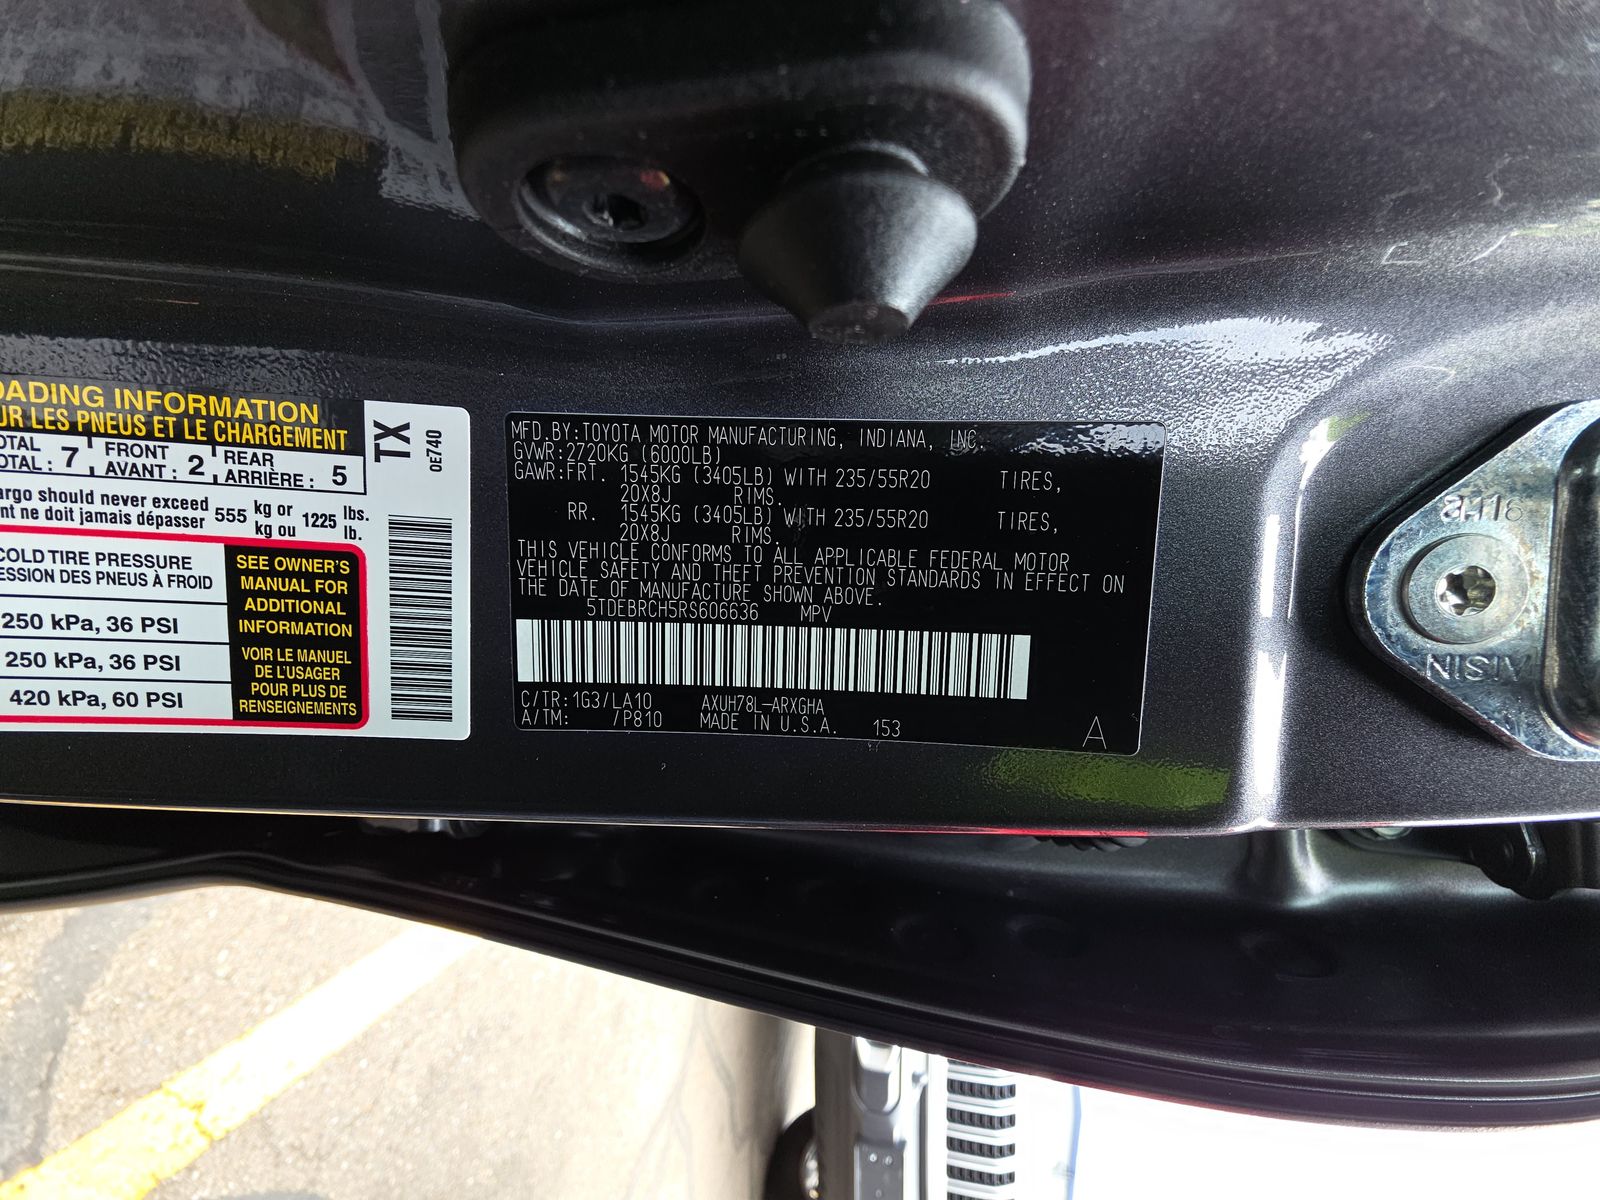 OADING INFORMATION
UR LES PNEUS ET LE CHARGEMENT
OTAL FRONT REAR
OTAL : 7 AVANT : 2 ARRIÈRE : 5
argo should never exceed 555 kg or 1225 lbs.
nt ne doit jamais dépasser kg ou lb.
COLD TIRE PRESSURE
ESSION DES PNEUS À FROID
250 kPa, 36 PSI
250 kPa, 36 PSI
420 kPa, 60 PSI
SEE OWNER'S
MANUAL FOR
ADDITIONAL
INFORMATION
VOIR LE MANUEL
DE L'USAGER
POUR PLUS DE
RENSEIGNEMENTS
TX
0E740
MFD.BY:TOYOTA MOTOR MANUFACTURING, INDIANA, INC.
GVWR:2720KG (6000LB)
GAWR:FRT. 1545KG (3405LB) WITH 235/55R20 TIRES,
20X8J RIMS.
RR. 1545KG (3405LB) WITH 235/55R20 TIRES,
20X8J RIMS.
THIS VEHICLE CONFORMS TO ALL APPLICABLE FEDERAL MOTOR
VEHICLE SAFETY AND THEFT PREVENTION STANDARDS IN EFFECT ON
THE DATE OF MANUFACTURE SHOWN ABOVE.
5TDEBRCH5RS606636 MPV
C/TR:1G3/LA10 AXUH78L-ARXGHA
A/TM: /P810 MADE IN U.S.A. 153
A
AISIN